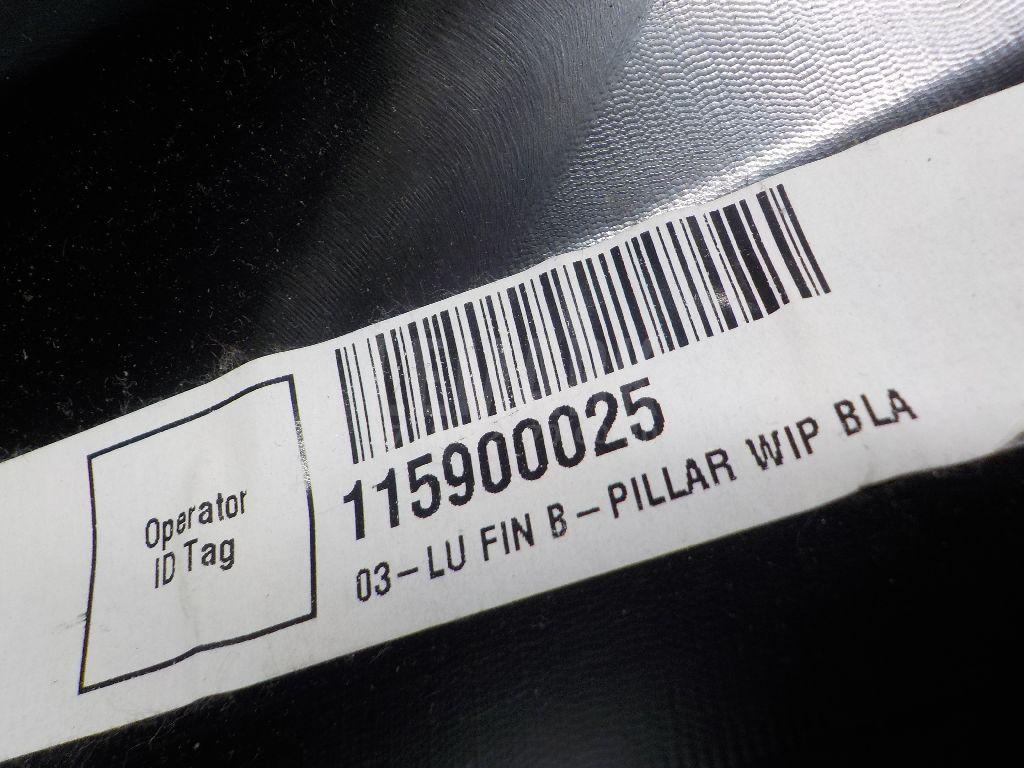 Operator
ID Tag
115900025
03-LU FIN B-PILLAR WIP BLA